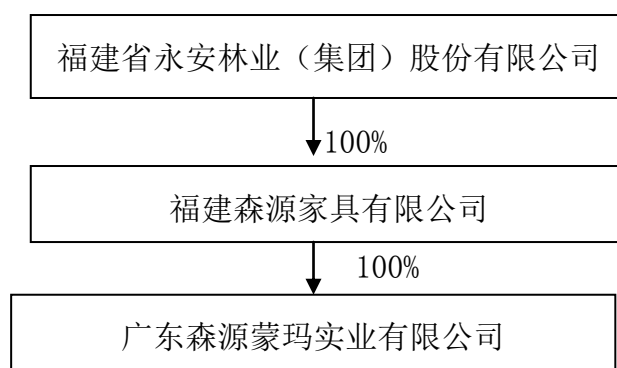 福建省永安林业（集团）股份有限公司
100%
福建森源家具有限公司
100%
广东森源蒙玛实业有限公司